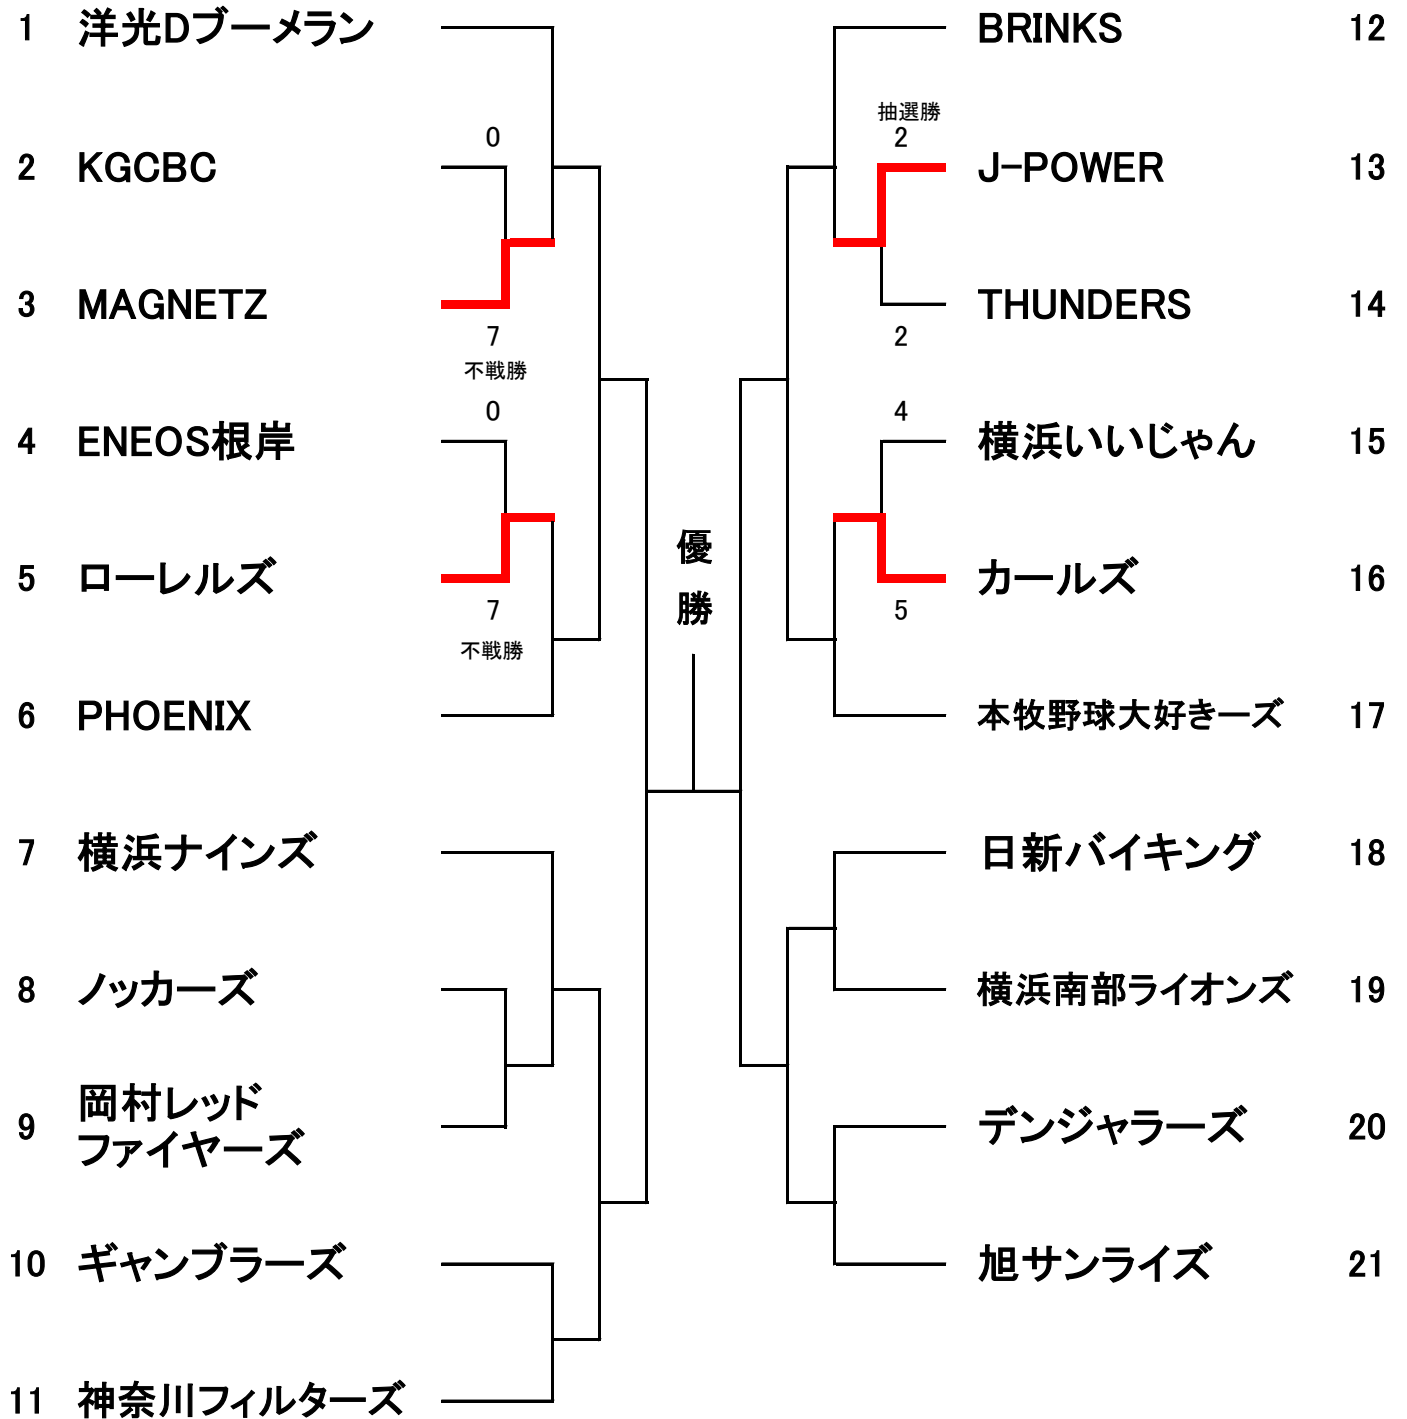 1 洋光Dブーメラン
0
2 KGCBC
3 MAGNETZ
7
不戦勝
0
4 ENEOS根岸
5 ローレルズ
7
不戦勝
6 PHOENIX
7 横浜ナインズ
8 ノッカーズ
9 岡村レッド
ファイヤーズ
10 ギャンブラーズ
11 神奈川フィルターズ
優
勝
BRINKS 12
抽選勝
2
J-POWER 13
THUNDERS 14
2
4
横浜いいじゃん 15
カールズ 16
5
本牧野球大好きーズ 17
日新バイキング 18
横浜南部ライオンズ 19
デンジャラーズ 20
旭サンライズ 21